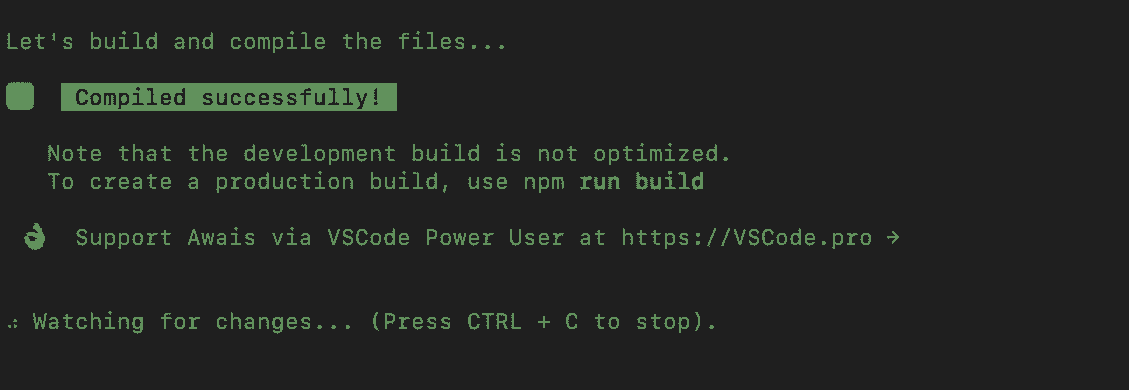 Let's build and compile the files...
Compiled successfully!
Note that the development build is not optimized.
To create a production build, use npm run build
👌 Support Awais via VSCode Power User at https://VSCode.pro →
Watching for changes... (Press CTRL + C to stop).